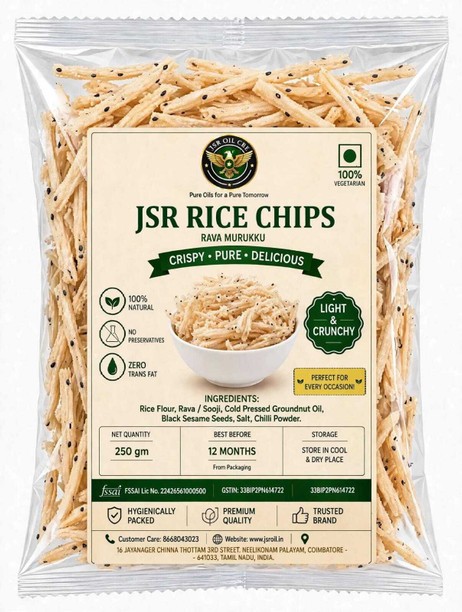 JSR OIL CBE
Pure Oils for a Pure Tomorrow
100%
VEGETARIAN
JSR RICE CHIPS
RAVA MURUKKU
CRISPY • PURE • DELICIOUS
100%
NATURAL
NO
PRESERVATIVES
ZERO
TRANS FAT
LIGHT
&
CRUNCHY
PERFECT FOR
EVERY OCCASION!
INGREDIENTS:
Rice Flour, Rava / Sooji, Cold Pressed Groundnut Oil,
Black Sesame Seeds, Salt, Chilli Powder.
NET QUANTITY
250 gm
BEST BEFORE
12 MONTHS
From Packaging
STORAGE
STORE IN COOL
& DRY PLACE
fssai FSSAI Lic No. 22426561000500 GSTIN: 33BIP2PN614722 33BIP2PN614722
HYGIENICALLY
PACKED
PREMIUM
QUALITY
TRUSTED
BRAND
Customer Care: 8668043023 Website: www.jsroil.in
16 JAYANAGER CHINNA THOTTAM 3RD STREET. NEELIKONAM PALAYAM, COIMBATORE -
- 641033, TAMIL NADU, INDIA.